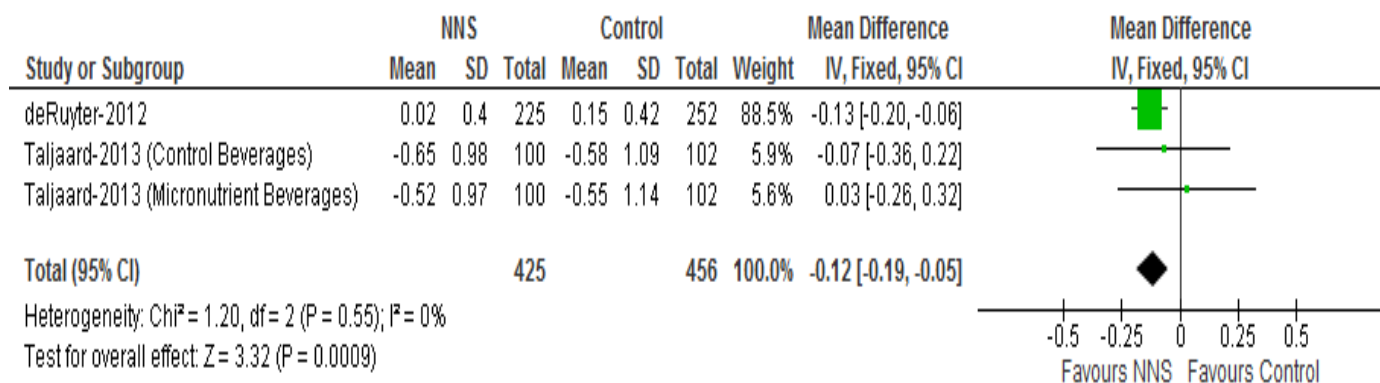 NNS Control Mean Difference Mean Difference
Study or Subgroup Mean SD Total Mean SD Total Weight IV, Fixed, 95% CI IV, Fixed, 95% CI
deRuyter-2012 0.02 0.4 225 0.15 0.42 252 88.5% -0.13 [-0.20, -0.06]
Taljaard-2013 (Control Beverages) -0.65 0.98 100 -0.58 1.09 102 5.9% -0.07 [-0.36, 0.22]
Taljaard-2013 (Micronutrient Beverages) -0.52 0.97 100 -0.55 1.14 102 5.6% 0.03 [-0.26, 0.32]
Total (95% CI) 425 456 100.0% -0.12 [-0.19, -0.05]
Heterogeneity: Chi² = 1.20, df = 2 (P = 0.55); I² = 0%
Test for overall effect: Z = 3.32 (P = 0.0009)
-0.5 -0.25 0 0.25 0.5
Favours NNS Favours Control